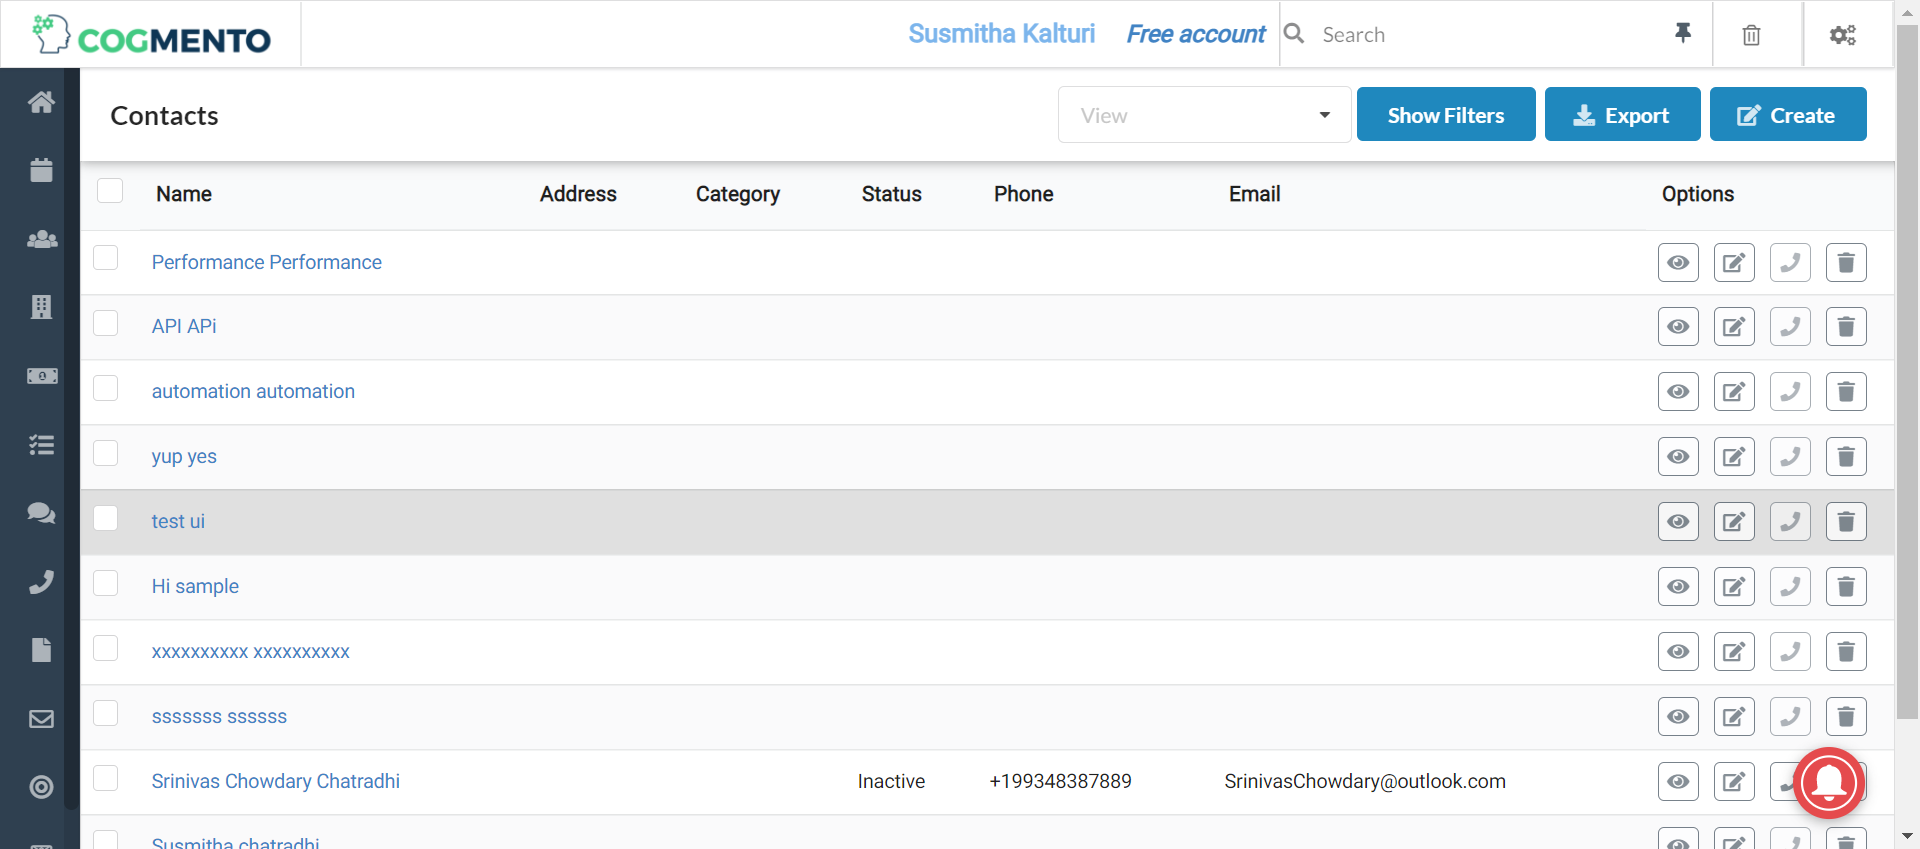 COGMENTO
Susmitha Kalturi Free account Search
Contacts View Show Filters Export Create
Name Address Category Status Phone Email Options
Performance Performance
API APi
automation automation
yup yes
test ui
Hi sample
xxxxxxxxxx xxxxxxxxxx
sssssss ssssss
Srinivas Chowdary Chatradhi Inactive +199348387889 SrinivasChowdary@outlook.com
Susmitha chatradhi